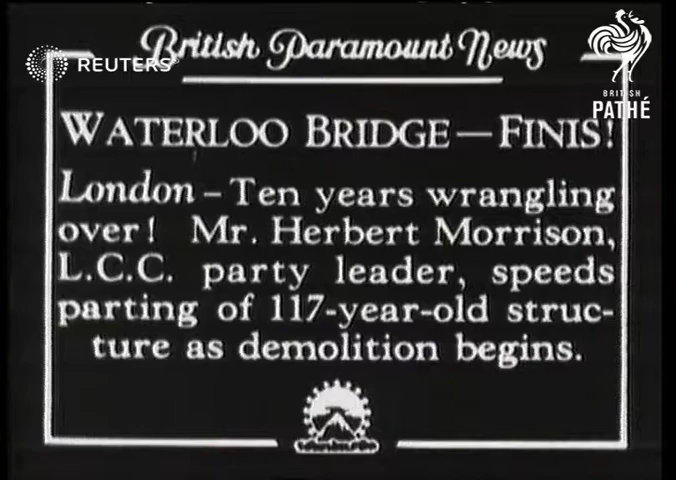 British Paramount News
REUTERS
BRITISH
PATHÉ
WATERLOO BRIDGE—FINIS!
London – Ten years wrangling
over! Mr. Herbert Morrison,
L.C.C. party leader, speeds
parting of 117-year-old struc-
ture as demolition begins.